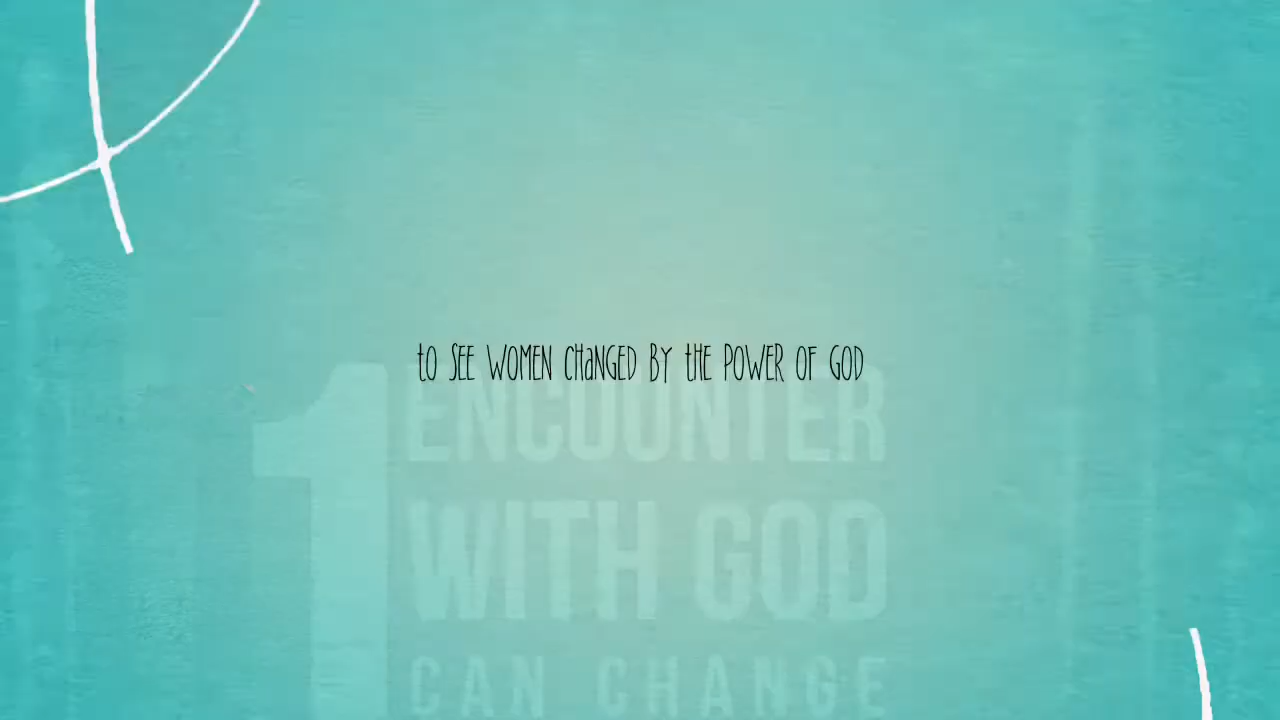 to SEE WOMEN CHaNGED BY tHE POWER OF GOD
1 ENCOUNTER
WITH GOD
CAN CHANGE